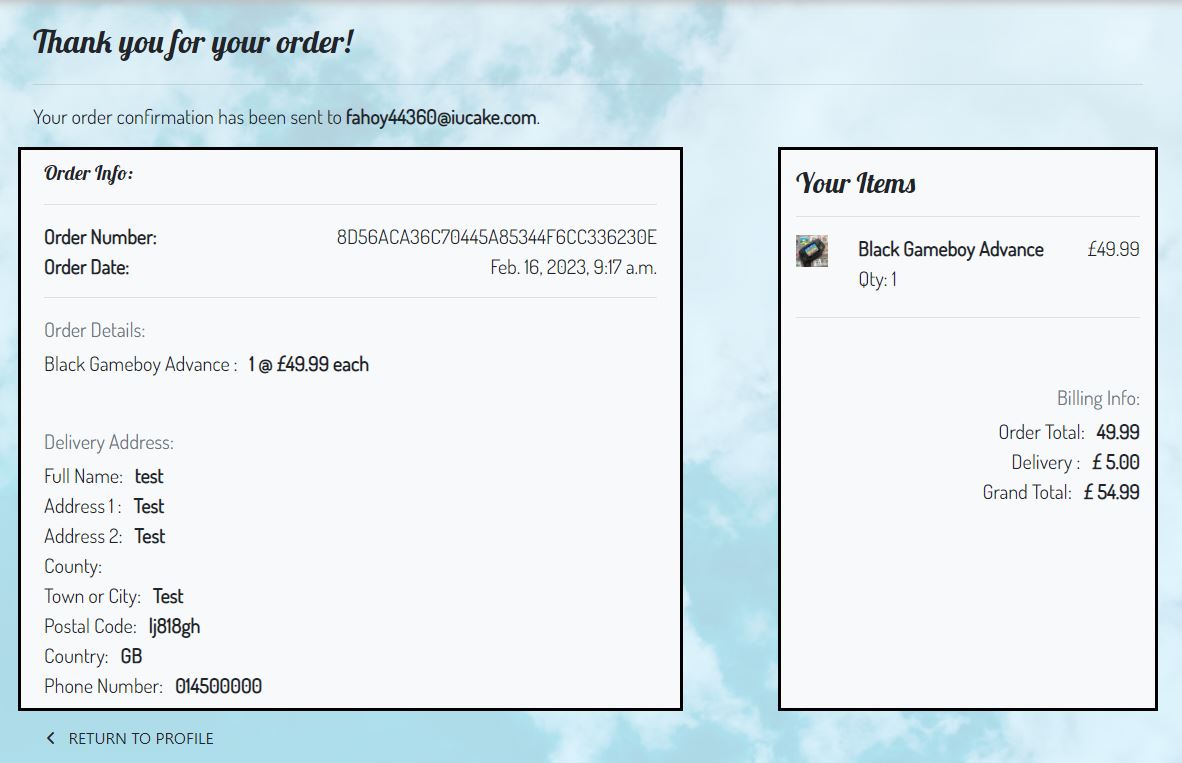 Thank you for your order!
Your order confirmation has been sent to fahoy44360@iucake.com.
Order Info:
Order Number: 8D56ACA36C70445A85344F6CC336230E
Order Date: Feb. 16, 2023, 9:17 a.m.
Order Details:
Black Gameboy Advance : 1 @ £49.99 each
Delivery Address:
Full Name: test
Address 1 : Test
Address 2: Test
County:
Town or City: Test
Postal Code: lj818gh
Country: GB
Phone Number: 014500000
Your Items
Black Gameboy Advance £49.99
Qty: 1
Billing Info:
Order Total: 49.99
Delivery : £ 5.00
Grand Total: £ 54.99
RETURN TO PROFILE